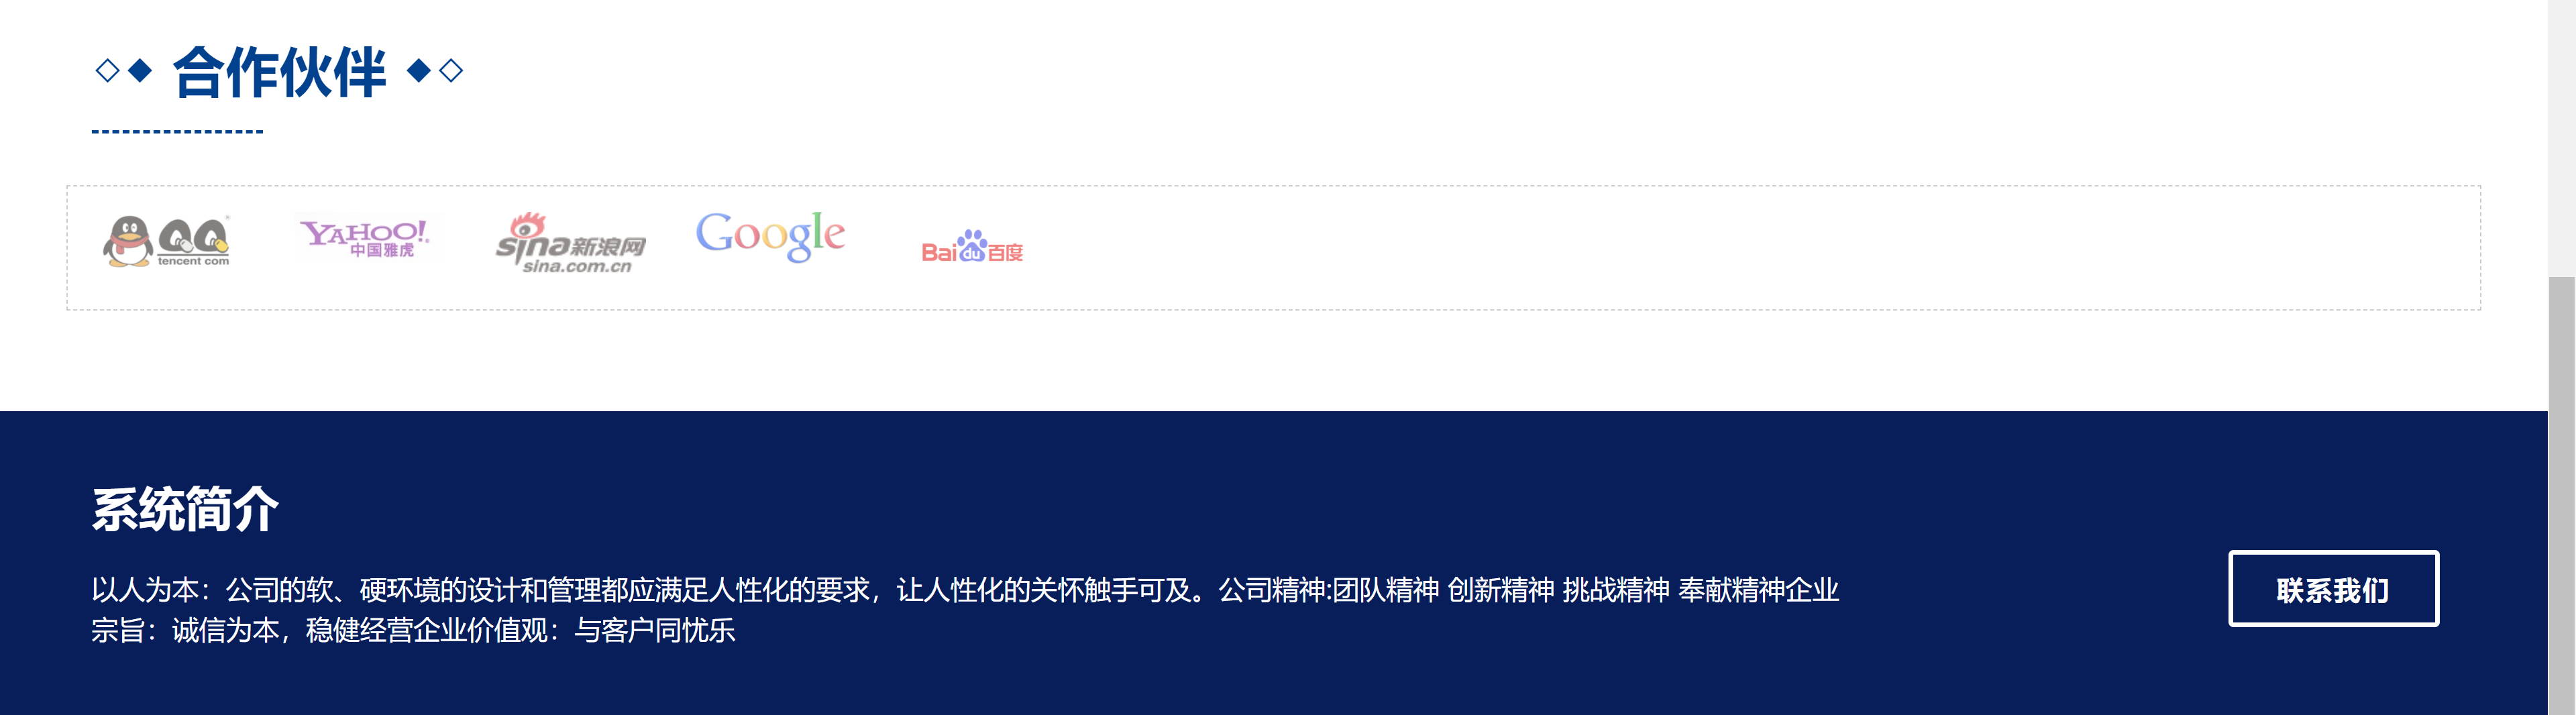 合作伙伴
QQ
tencent com
YAHOO!
中国雅虎
sina新浪网
sina.com.cn
Google
Bai du 百度
系统简介
以人为本：公司的软、硬环境的设计和管理都应满足人性化的要求，让人性化的关怀触手可及。公司精神:团队精神 创新精神 挑战精神 奉献精神企业
宗旨：诚信为本，稳健经营企业价值观：与客户同忧乐
联系我们